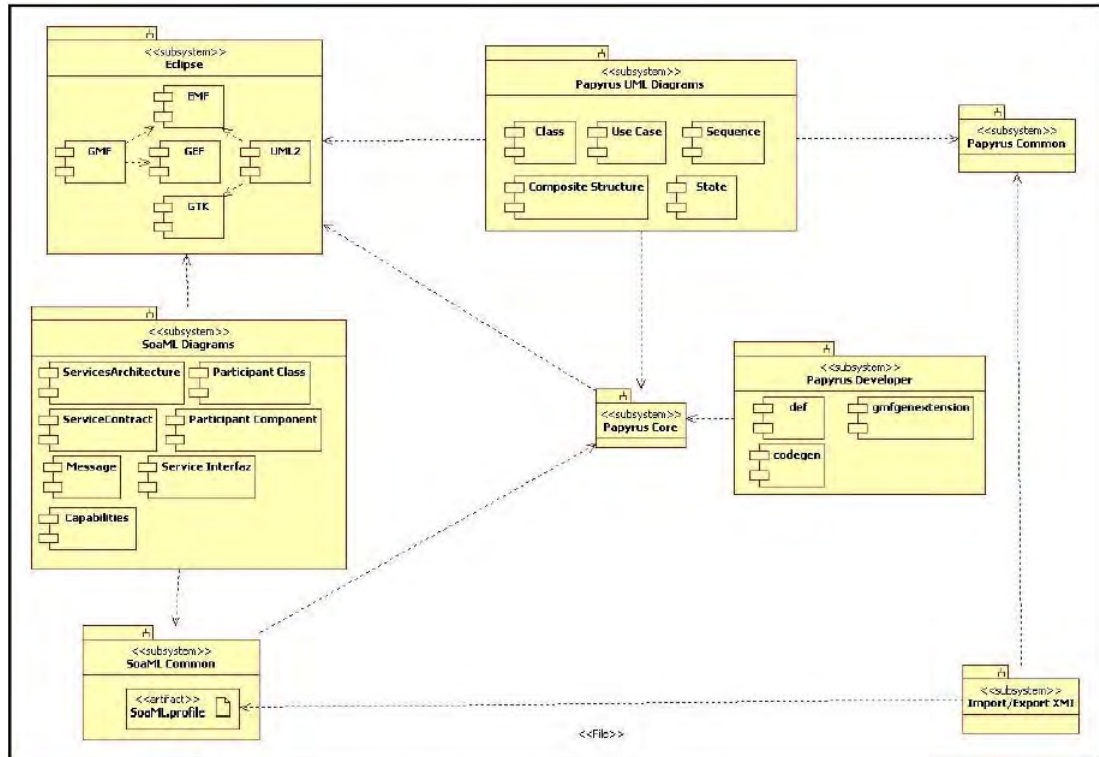 <<subsystem>>
Eclipse
EMF
GMF
GEF
UML2
GTK
<<subsystem>>
Papyrus UML Diagrams
Class
Use Case
Sequence
Composite Structure
State
<<subsystem>>
Papyrus Common
<<subsystem>>
SoaML Diagrams
ServicesArchitecture
Participant Class
ServiceContract
Participant Component
Message
Service Interfaz
Capabilities
<<subsystem>>
Papyrus Core
<<subsystem>>
Papyrus Developer
def
gmfgenextension
codegen
<<subsystem>>
SoaML Common
<<artifact>>
SoaML.profile
<<File>>
<<subsystem>>
Import/Export XMI